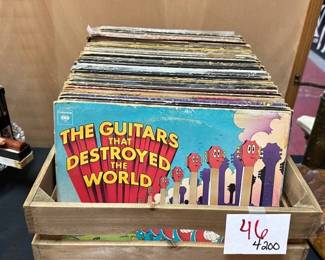 THE GUITARS
THAT
DESTROYED
THE
WORLD
46
4200